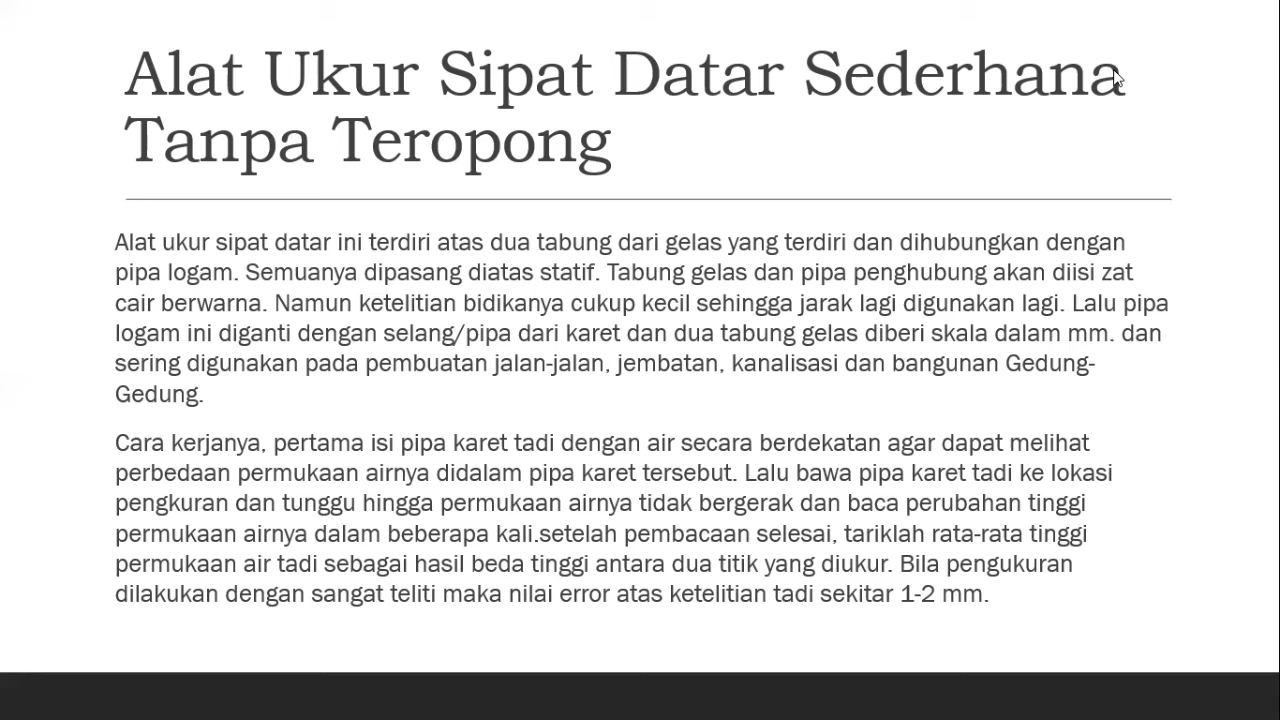 Alat Ukur Sipat Datar Sederhana
Tanpa Teropong
Alat ukur sipat datar ini terdiri atas dua tabung dari gelas yang terdiri dan dihubungkan dengan
pipa logam. Semuanya dipasang diatas statif. Tabung gelas dan pipa penghubung akan diisi zat
cair berwarna. Namun ketelitian bidikanya cukup kecil sehingga jarak lagi digunakan lagi. Lalu pipa
logam ini diganti dengan selang/pipa dari karet dan dua tabung gelas diberi skala dalam mm. dan
sering digunakan pada pembuatan jalan-jalan, jembatan, kanalisasi dan bangunan Gedung-
Gedung.
Cara kerjanya, pertama isi pipa karet tadi dengan air secara berdekatan agar dapat melihat
perbedaan permukaan airnya didalam pipa karet tersebut. Lalu bawa pipa karet tadi ke lokasi
pengkuran dan tunggu hingga permukaan airnya tidak bergerak dan baca perubahan tinggi
permukaan airnya dalam beberapa kali.setelah pembacaan selesai, tariklah rata-rata tinggi
permukaan air tadi sebagai hasil beda tinggi antara dua titik yang diukur. Bila pengukuran
dilakukan dengan sangat teliti maka nilai error atas ketelitian tadi sekitar 1-2 mm.